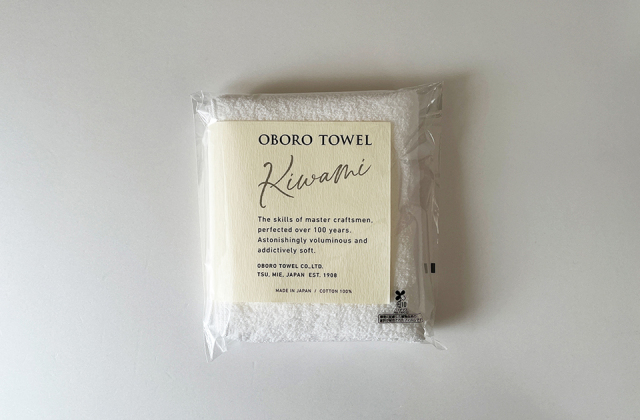 OBORO TOWEL
Kiwami
The skills of master craftsmen,
perfected over 100 years.
Astonishingly voluminous and
addictively soft.
OBORO TOWEL CO.,LTD.
TSU, MIE, JAPAN EST. 1908
MADE IN JAPAN / COTTON 100%